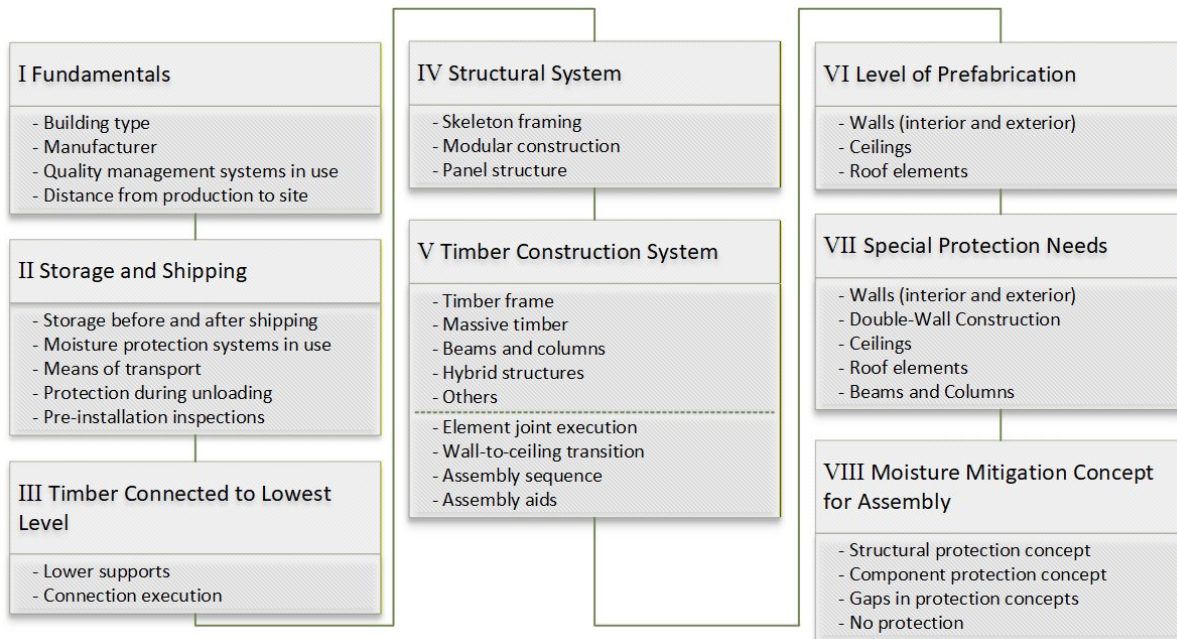 I Fundamentals
- Building type
- Manufacturer
- Quality management systems in use
- Distance from production to site
II Storage and Shipping
- Storage before and after shipping
- Moisture protection systems in use
- Means of transport
- Protection during unloading
- Pre-installation inspections
III Timber Connected to Lowest
Level
- Lower supports
- Connection execution
IV Structural System
- Skeleton framing
- Modular construction
- Panel structure
V Timber Construction System
- Timber frame
- Massive timber
- Beams and columns
- Hybrid structures
- Others
- Element joint execution
- Wall-to-ceiling transition
- Assembly sequence
- Assembly aids
VI Level of Prefabrication
- Walls (interior and exterior)
- Ceilings
- Roof elements
VII Special Protection Needs
- Walls (interior and exterior)
- Double-Wall Construction
- Ceilings
- Roof elements
- Beams and Columns
VIII Moisture Mitigation Concept
for Assembly
- Structural protection concept
- Component protection concept
- Gaps in protection concepts
- No protection